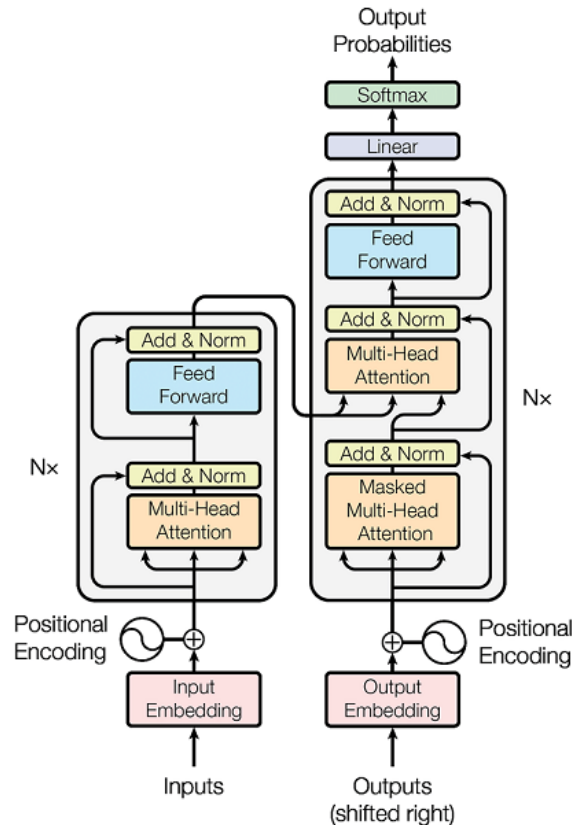 Output
Probabilities
Softmax
Linear
Add & Norm
Feed
Forward
Add & Norm
Multi-Head
Attention
Add & Norm
Masked
Multi-Head
Attention
Nx
Add & Norm
Feed
Forward
Add & Norm
Multi-Head
Attention
Nx
Positional
Encoding
Positional
Encoding
Input
Embedding
Output
Embedding
Inputs
Outputs
(shifted right)